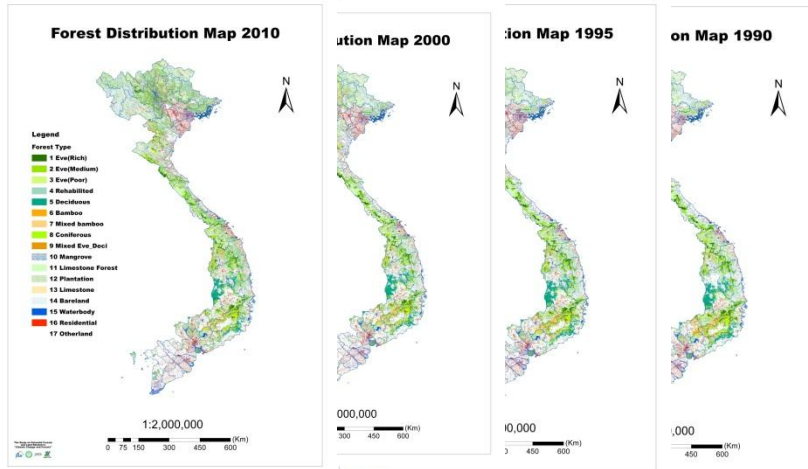 Forest Distribution Map 2010
N
Legend
Forest Type
1 Eve(Rich)
2 Eve(Medium)
3 Eve(Poor)
4 Rehabilited
5 Deciduous
6 Bamboo
7 Mixed bamboo
8 Coniferous
9 Mixed Eve_Deci
10 Mangrove
11 Limestone Forest
12 Plantation
13 Limestone
14 Bareland
15 Waterbody
16 Residential
17 Otherland
1:2,000,000
(Km)
0 75 150 300 450 600
ution Map 2000
N
000,000
(Km)
300 450 600
tion Map 1995
N
00,000
(Km)
450 600
on Map 1990
N
,000
(Km)
450 600